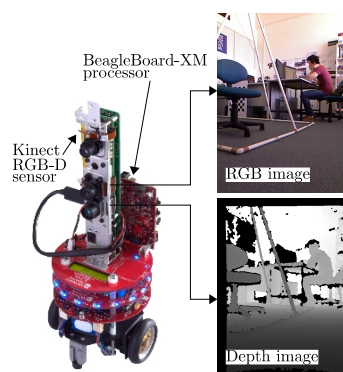 BeagleBoard-XM
processor
Kinect
RGB-D
sensor
RGB image
Depth image